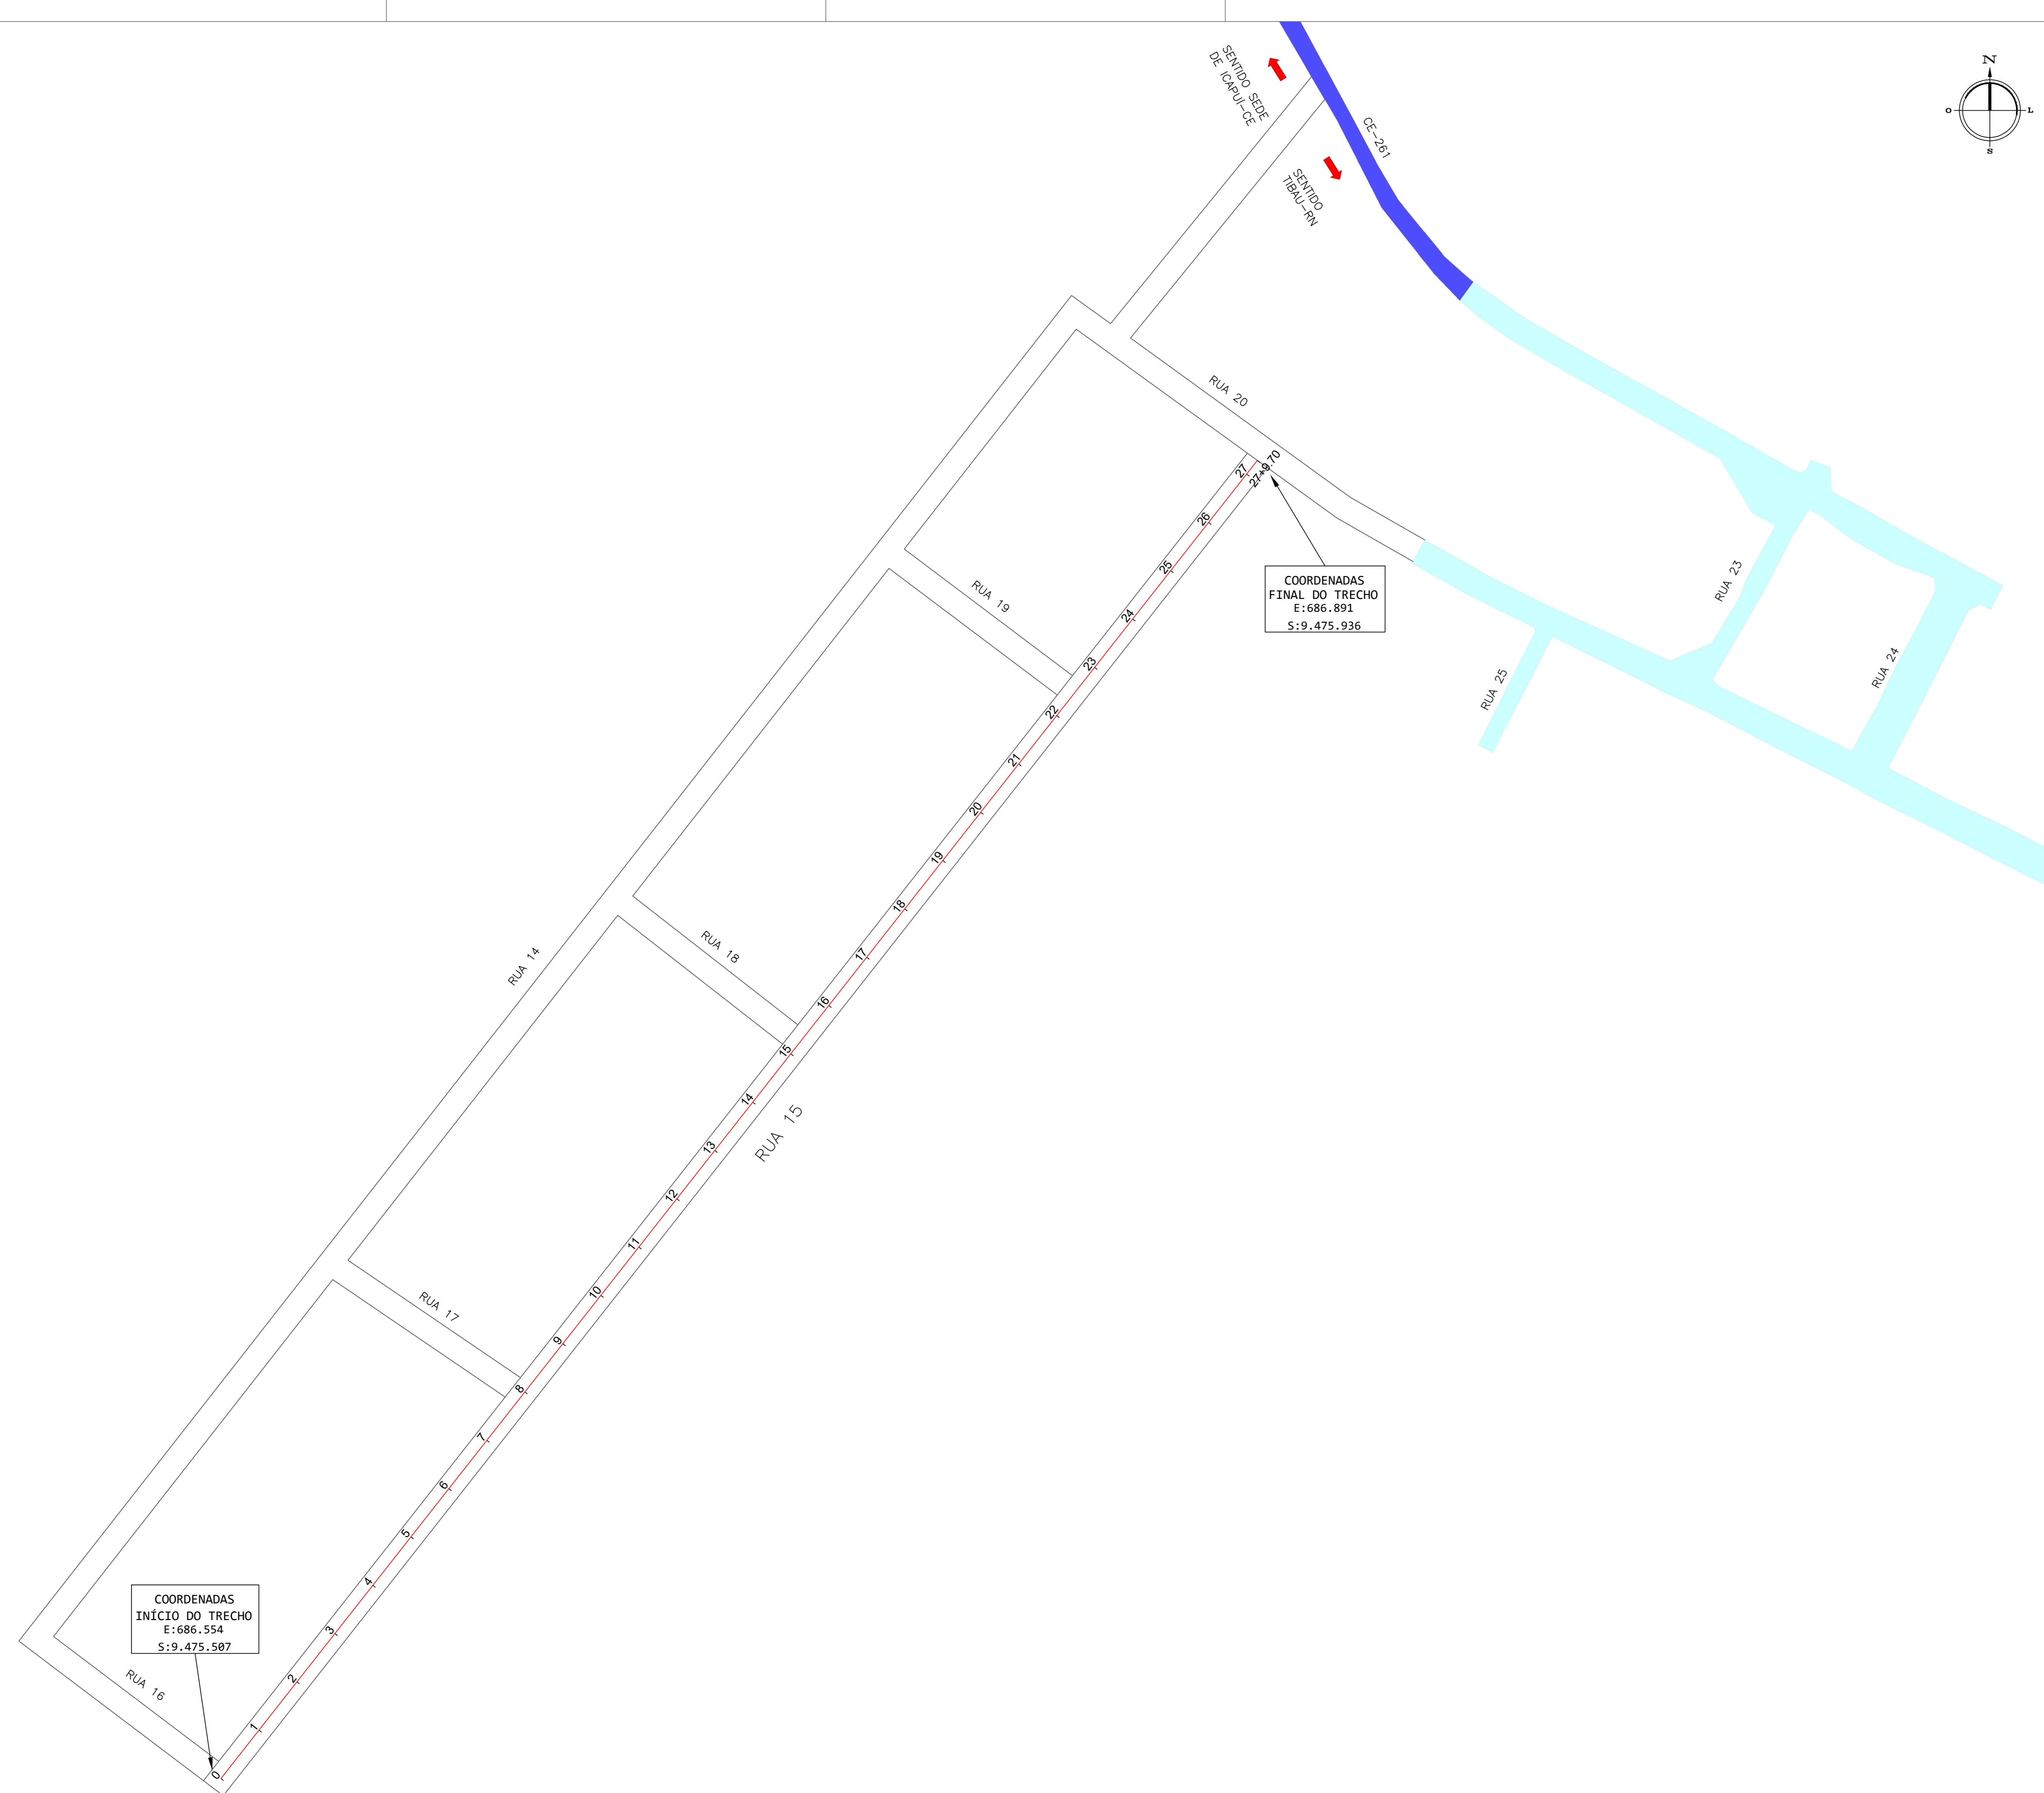 SENTIDO SEDE
DE ICAPUÍ-CE
CE-261
SENTIDO
TIBAU-RN
N
O
L
S
RUA 20
27
27+9.70
26
25
24
23
22
21
20
19
18
17
16
15
14
13
12
11
10
9
8
7
6
5
4
3
2
1
0
COORDENADAS
FINAL DO TRECHO
E:686.891
S:9.475.936
RUA 23
RUA 24
RUA 25
RUA 19
RUA 18
RUA 14
RUA 15
RUA 17
COORDENADAS
INÍCIO DO TRECHO
E:686.554
S:9.475.507
RUA 16